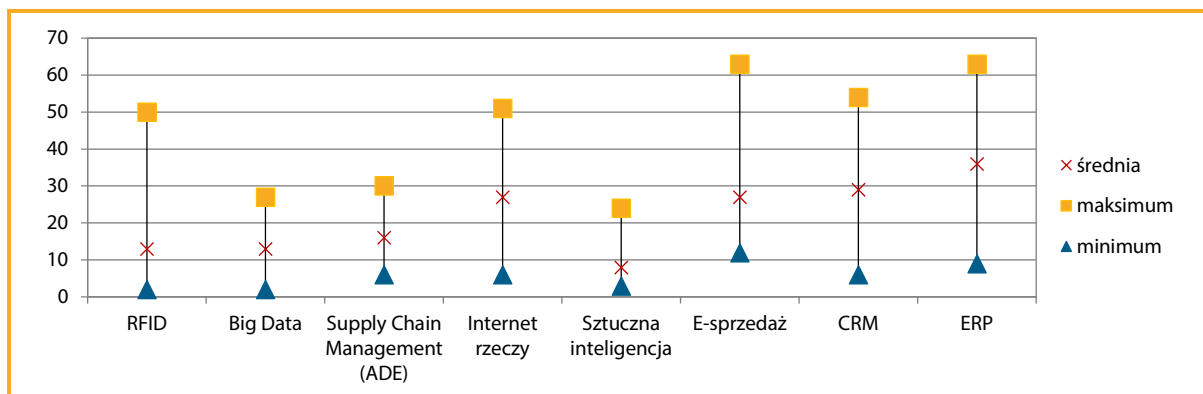 70
60
50
40
30
20
10
0
RFID
Big Data
Supply Chain
Management
(ADE)
Internet
rzeczy
Sztuczna
inteligencja
E-sprzedaż
CRM
ERP
średnia
maksimum
minimum